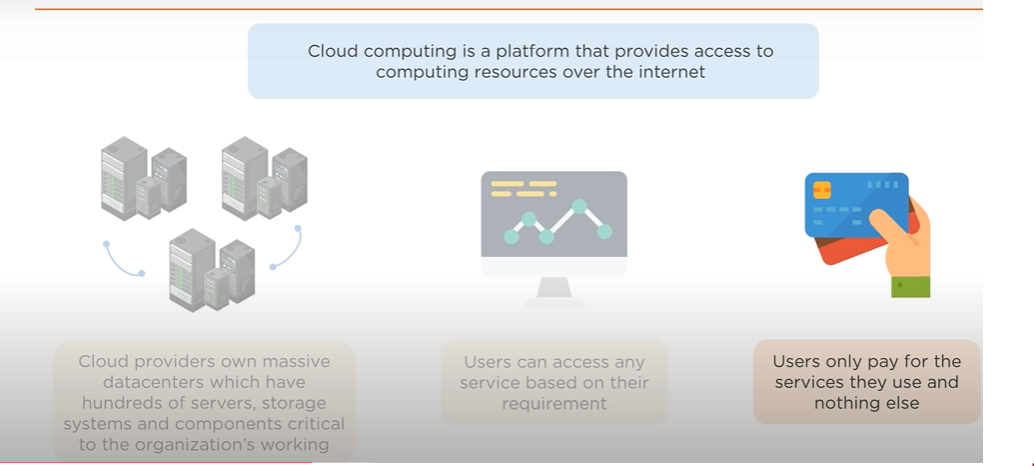 Cloud computing is a platform that provides access to
computing resources over the internet
Cloud providers own massive
datacenters which have
hundreds of servers, storage
systems and components critical
to the organization's working
Users can access any
service based on their
requirement
Users only pay for the
services they use and
nothing else